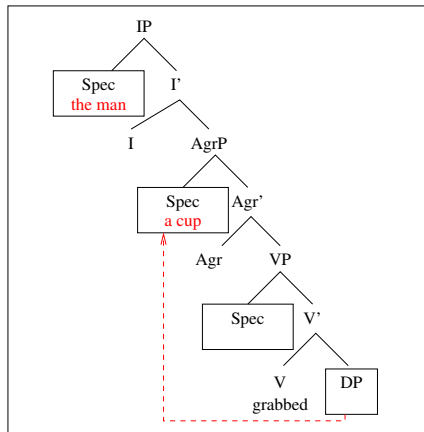 IP
Spec
the man
I'
I
AgrP
Spec
a cup
Agr'
Agr
VP
Spec
V'
V
grabbed
DP